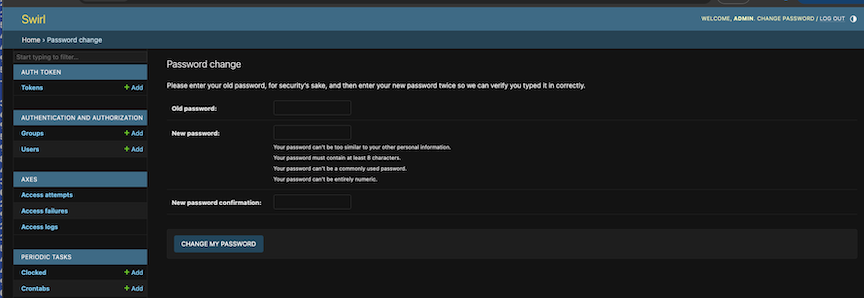 Swirl
WELCOME, ADMIN. CHANGE PASSWORD / LOG OUT
Home › Password change
Start typing to filter...
AUTH TOKEN
Tokens + Add
AUTHENTICATION AND AUTHORIZATION
Groups + Add
Users + Add
AXES
Access attempts
Access failures
Access logs
PERIODIC TASKS
Clocked + Add
Crontabs + Add
Password change
Please enter your old password, for security's sake, and then enter your new password twice so we can verify you typed it in correctly.
Old password:
New password:
Your password can't be too similar to your other personal information.
Your password must contain at least 8 characters.
Your password can't be a commonly used password.
Your password can't be entirely numeric.
New password confirmation:
CHANGE MY PASSWORD